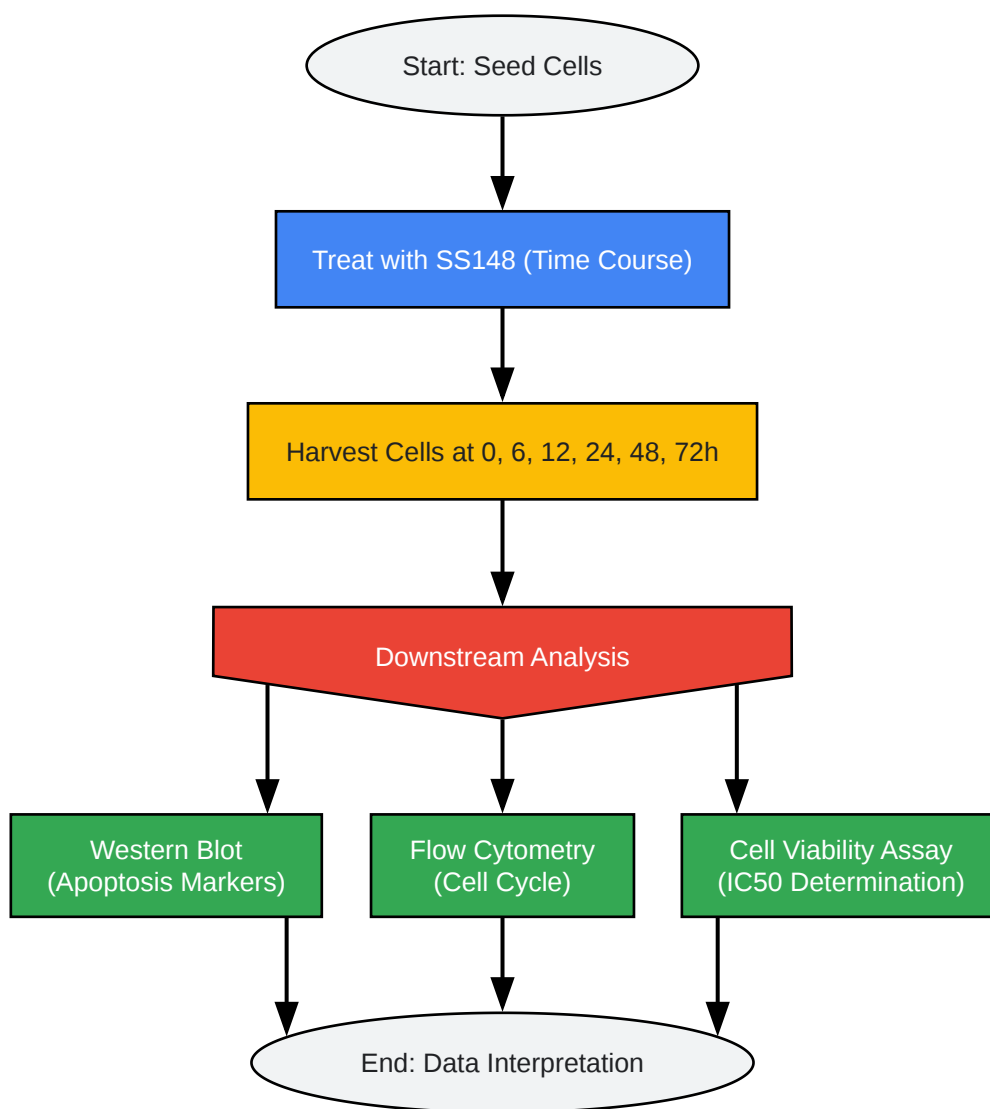 Start: Seed Cells
Treat with SS148 (Time Course)
Harvest Cells at 0, 6, 12, 24, 48, 72h
Downstream Analysis
Western Blot
(Apoptosis Markers)
Flow Cytometry
(Cell Cycle)
Cell Viability Assay
(IC50 Determination)
End: Data Interpretation